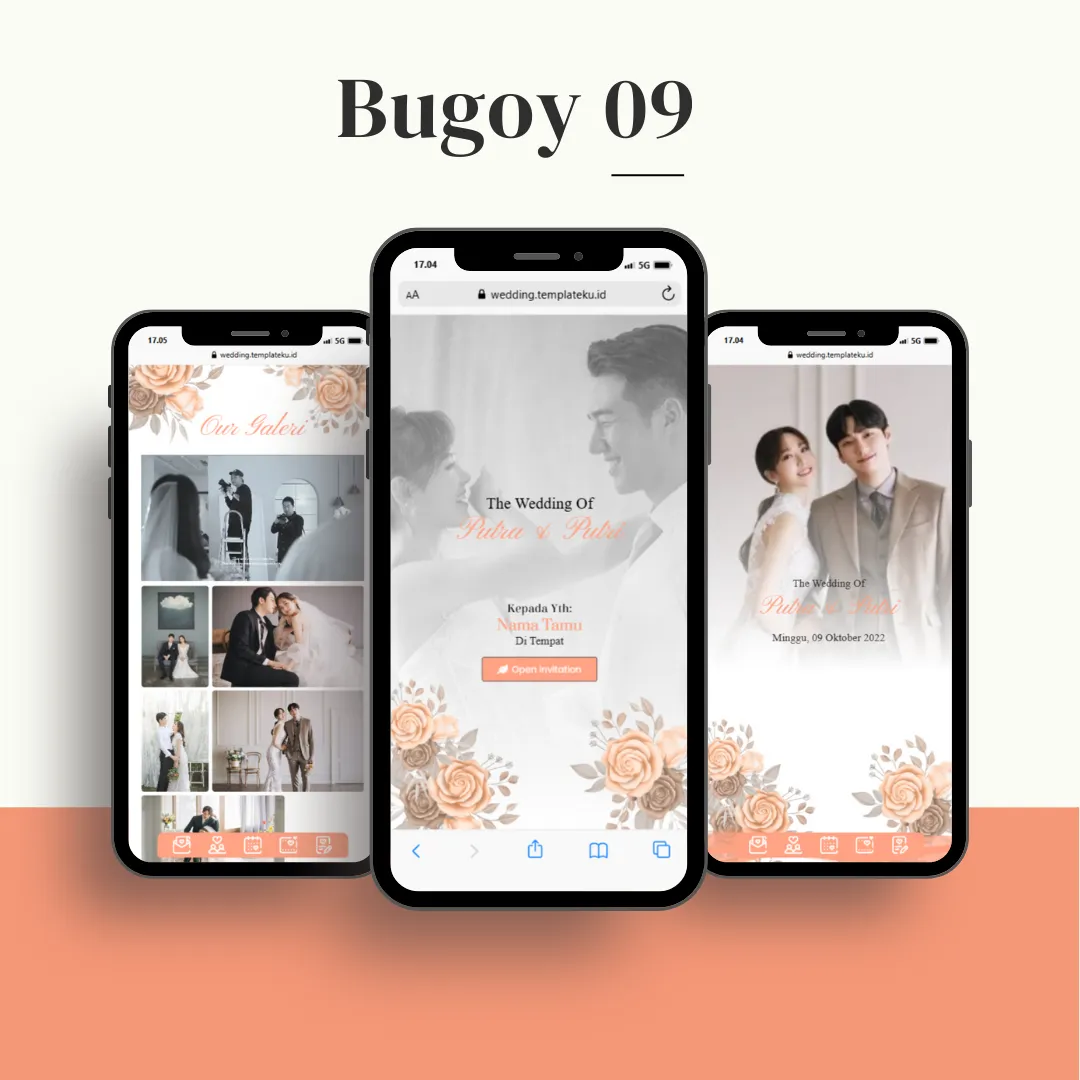 Bugoy 09
17.05
5G
wedding.templateku.id
Our Galeri
17.04
5G
AA
wedding.templateku.id
The Wedding Of
Putra & Putri
Kepada Yth:
Nama Tamu
Di Tempat
Open Invitation
17.04
5G
wedding.templateku.id
The Wedding Of
Putra & Putri
Minggu, 09 Oktober 2022